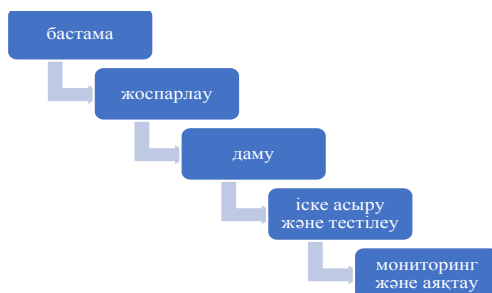 бастама
жоспарлау
даму
іске асыру
және тестілеу
мониторинг
және аяқтау